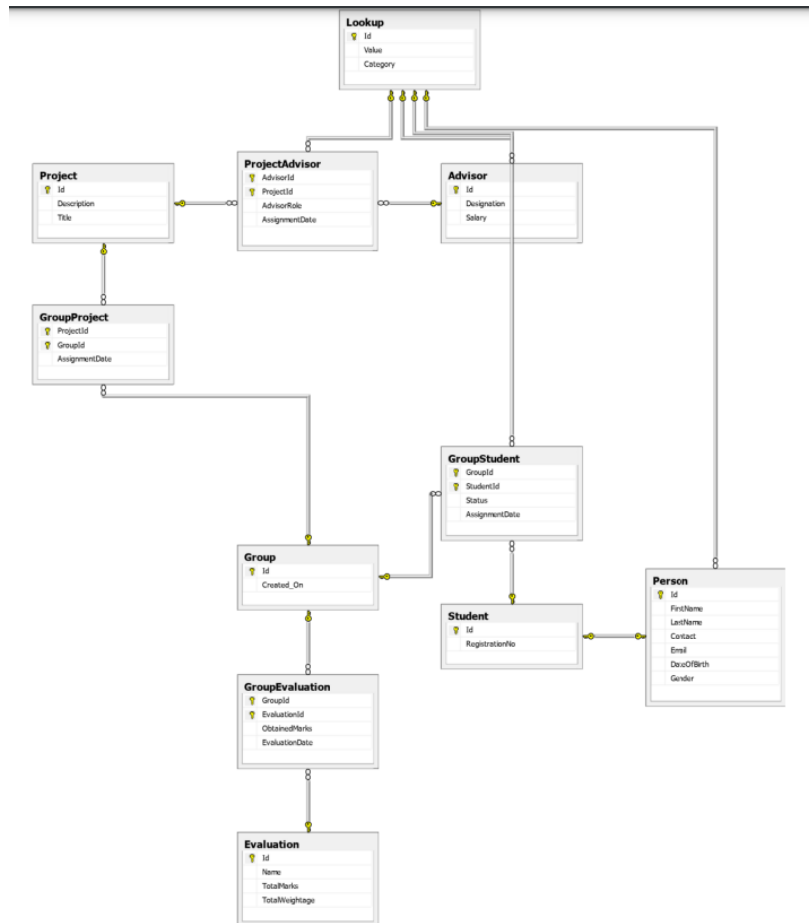 Lookup
Id
Value
Category
Project
Id
Description
Title
ProjectAdvisor
AdvisorId
ProjectId
AdvisorRole
AssignmentDate
Advisor
Id
Designation
Salary
GroupProject
ProjectId
GroupId
AssignmentDate
GroupStudent
GroupId
StudentId
Status
AssignmentDate
Group
Id
Created_On
Student
Id
RegistrationNo
Person
Id
FirstName
LastName
Contact
Email
DateOfBirth
Gender
GroupEvaluation
GroupId
EvaluationId
ObtainedMarks
EvaluationDate
Evaluation
Id
Name
TotalMarks
TotalWeightage